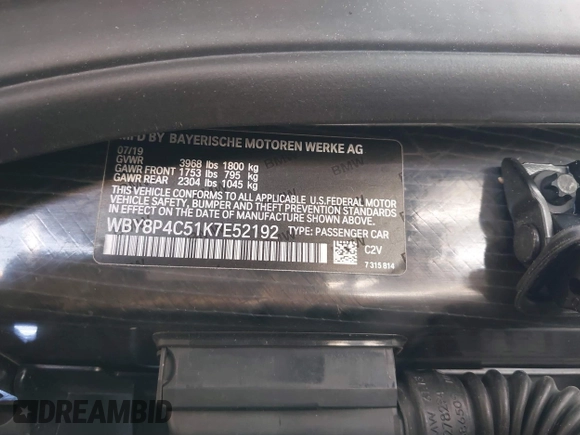 MFD BY BAYERISCHE MOTOREN WERKE AG
07/19
GVWR 3968 lbs 1800 kg
GAWR FRONT 1753 lbs 795 kg
GAWR REAR 2304 lbs 1045 kg
THIS VEHICLE CONFORMS TO ALL APPLICABLE U.S.FEDERAL MOTOR
VEHICLE SAFETY, BUMPER AND THEFT PREVENTION STANDARDS
IN EFFECT ON THE DATE OF MANUFACTURE SHOWN ABOVE.
WBY8P4C51K7E52192 TYPE: PASSENGER CAR
C2V
7 315 814
DREAMBID